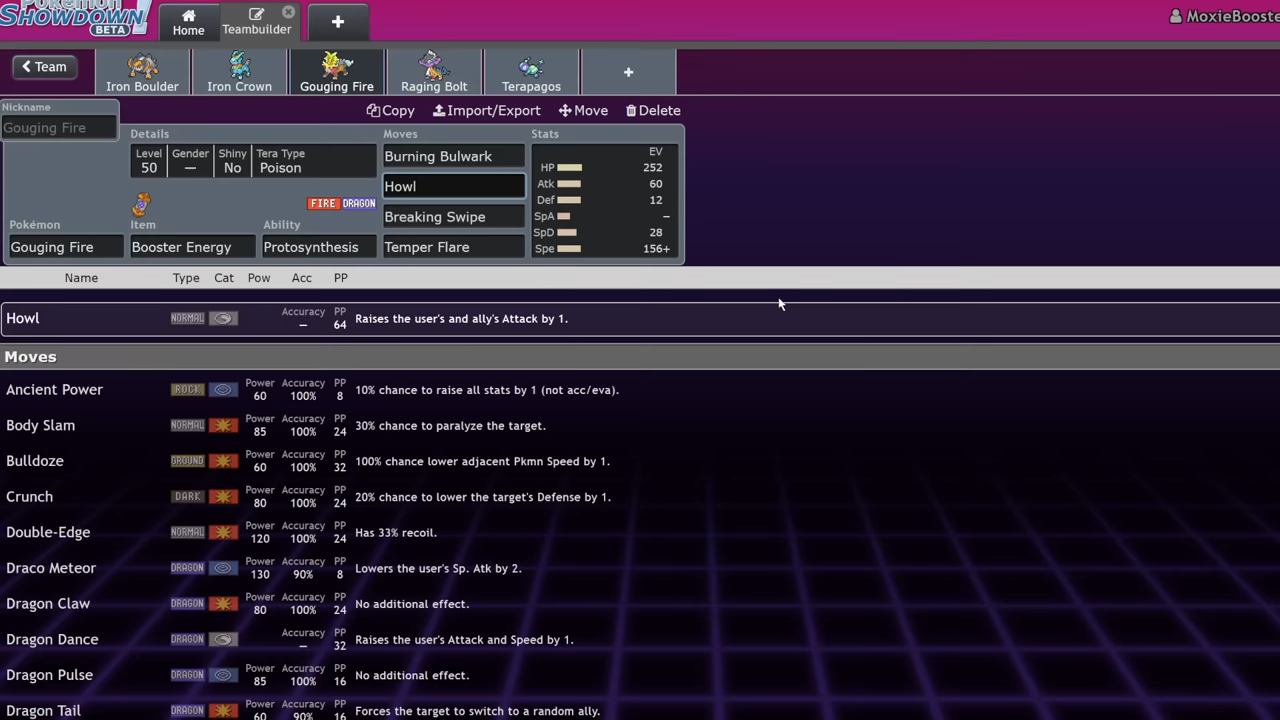 Pokémon
SHOWDOWN!
BETA
Home
Teambuilder
+
MoxieBooste
< Team
Iron Boulder
Iron Crown
Gouging Fire
Raging Bolt
Terapagos
+
Copy Import/Export Move Delete
Nickname
Gouging Fire
Details
Level Gender Shiny Tera Type
50 — No Poison
FIRE DRAGON
Pokémon Item Ability
Gouging Fire Booster Energy Protosynthesis
Moves
Burning Bulwark
Howl
Breaking Swipe
Temper Flare
Stats
EV
HP 252
Atk 60
Def 12
SpA –
SpD 28
Spe 156+
Name Type Cat Pow Acc PP
Howl NORMAL Accuracy — PP 64 Raises the user's and ally's Attack by 1.
Moves
Ancient Power ROCK Power 60 Accuracy 100% PP 8 10% chance to raise all stats by 1 (not acc/eva).
Body Slam NORMAL Power 85 Accuracy 100% PP 24 30% chance to paralyze the target.
Bulldoze GROUND Power 60 Accuracy 100% PP 32 100% chance lower adjacent Pkmn Speed by 1.
Crunch DARK Power 80 Accuracy 100% PP 24 20% chance to lower the target's Defense by 1.
Double-Edge NORMAL Power 120 Accuracy 100% PP 24 Has 33% recoil.
Draco Meteor DRAGON Power 130 Accuracy 90% PP 8 Lowers the user's Sp. Atk by 2.
Dragon Claw DRAGON Power 80 Accuracy 100% PP 24 No additional effect.
Dragon Dance DRAGON Accuracy — PP 32 Raises the user's Attack and Speed by 1.
Dragon Pulse DRAGON Power 85 Accuracy 100% PP 16 No additional effect.
Dragon Tail DRAGON Power 60 Accuracy 90% PP 16 Forces the target to switch to a random ally.